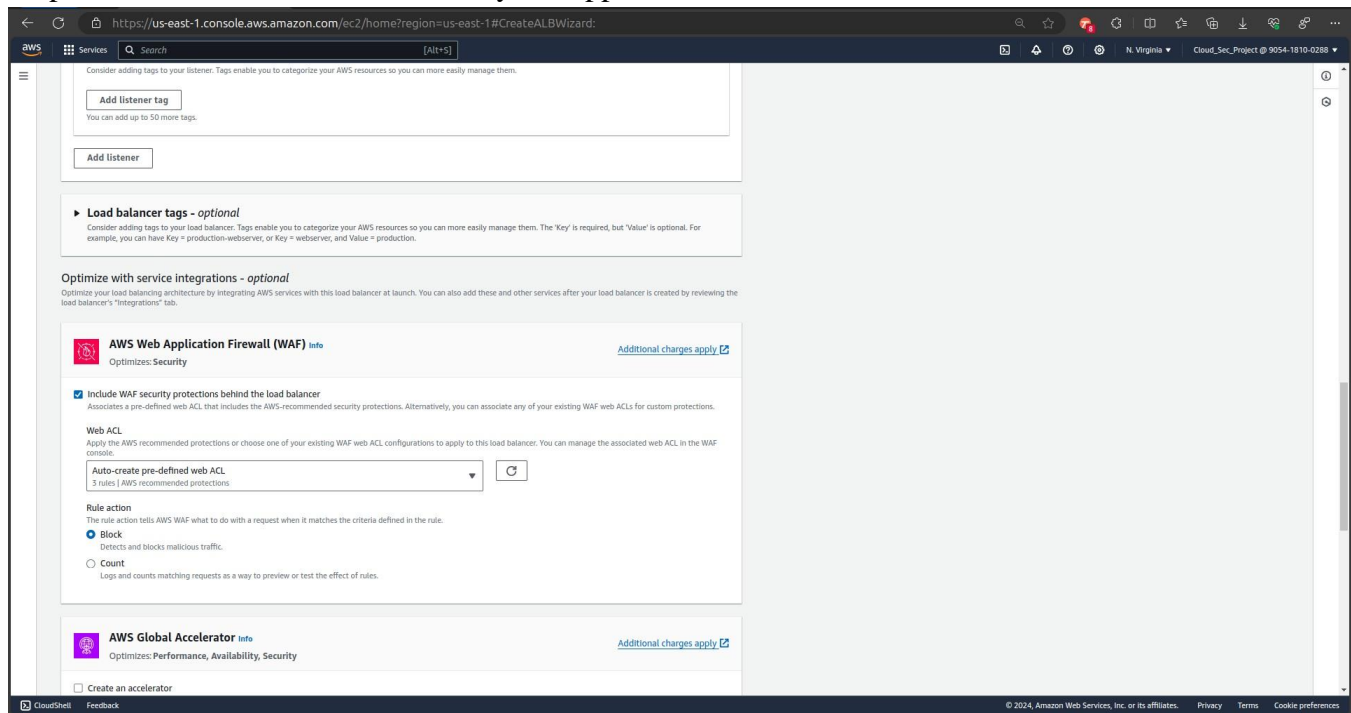 https://us-east-1.console.aws.amazon.com/ec2/home?region=us-east-1#CreateALBWizard:
aws Services Search [Alt+S] N. Virginia Cloud_Sec_Project @ 9054-1810-0288
Consider adding tags to your listener. Tags enable you to categorize your AWS resources so you can more easily manage them.
Add listener tag
You can add up to 50 more tags.
Add listener
Load balancer tags - optional
Consider adding tags to your load balancer. Tags enable you to categorize your AWS resources so you can more easily manage them. The 'Key' is required, but 'Value' is optional. For
example, you can have Key = production-webserver, or Key = webserver, and Value = production.
Optimize with service integrations - optional
Optimize your load balancing architecture by integrating AWS services with this load balancer at launch. You can also add these and other services after your load balancer is created by reviewing the
load balancer's "Integrations" tab.
AWS Web Application Firewall (WAF) Info
Additional charges apply
Optimizes: Security
Include WAF security protections behind the load balancer
Associates a pre-defined web ACL that includes the AWS-recommended security protections. Alternatively, you can associate any of your existing WAF web ACLs for custom protections.
Web ACL
Apply the AWS recommended protections or choose one of your existing WAF web ACL configurations to apply to this load balancer. You can manage the associated web ACL in the WAF
console.
Auto-create pre-defined web ACL
3 rules | AWS recommended protections
Rule action
The rule action tells AWS WAF what to do with a request when it matches the criteria defined in the rule.
Block
Detects and blocks malicious traffic.
Count
Logs and counts matching requests as a way to preview or test the effect of rules.
AWS Global Accelerator Info
Additional charges apply
Optimizes: Performance, Availability, Security
Create an accelerator
CloudShell Feedback © 2024, Amazon Web Services, Inc. or its affiliates. Privacy Terms Cookie preferences